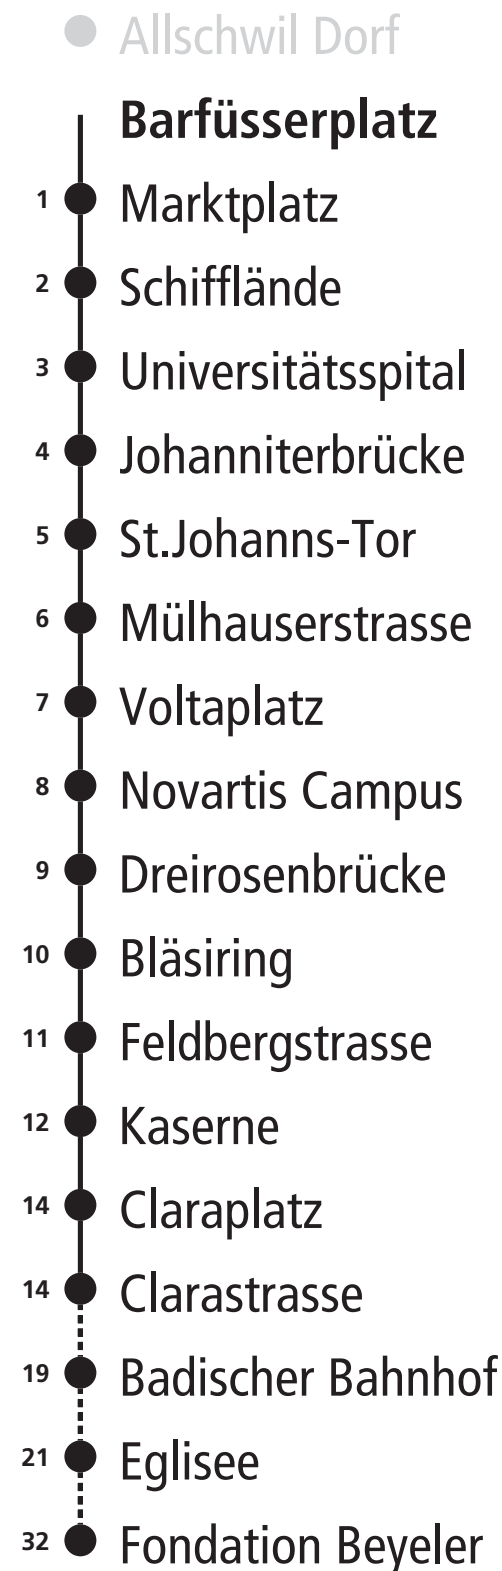 Allschwil Dorf
Barfüsserplatz
1 Marktplatz
2 Schifflände
3 Universitätsspital
4 Johanniterbrücke
5 St.Johanns-Tor
6 Mülhauserstrasse
7 Voltaplatz
8 Novartis Campus
9 Dreirosenbrücke
10 Bläsiring
11 Feldbergstrasse
12 Kaserne
14 Claraplatz
14 Clarastrasse
19 Badischer Bahnhof
21 Eglisee
32 Fondation Beyeler